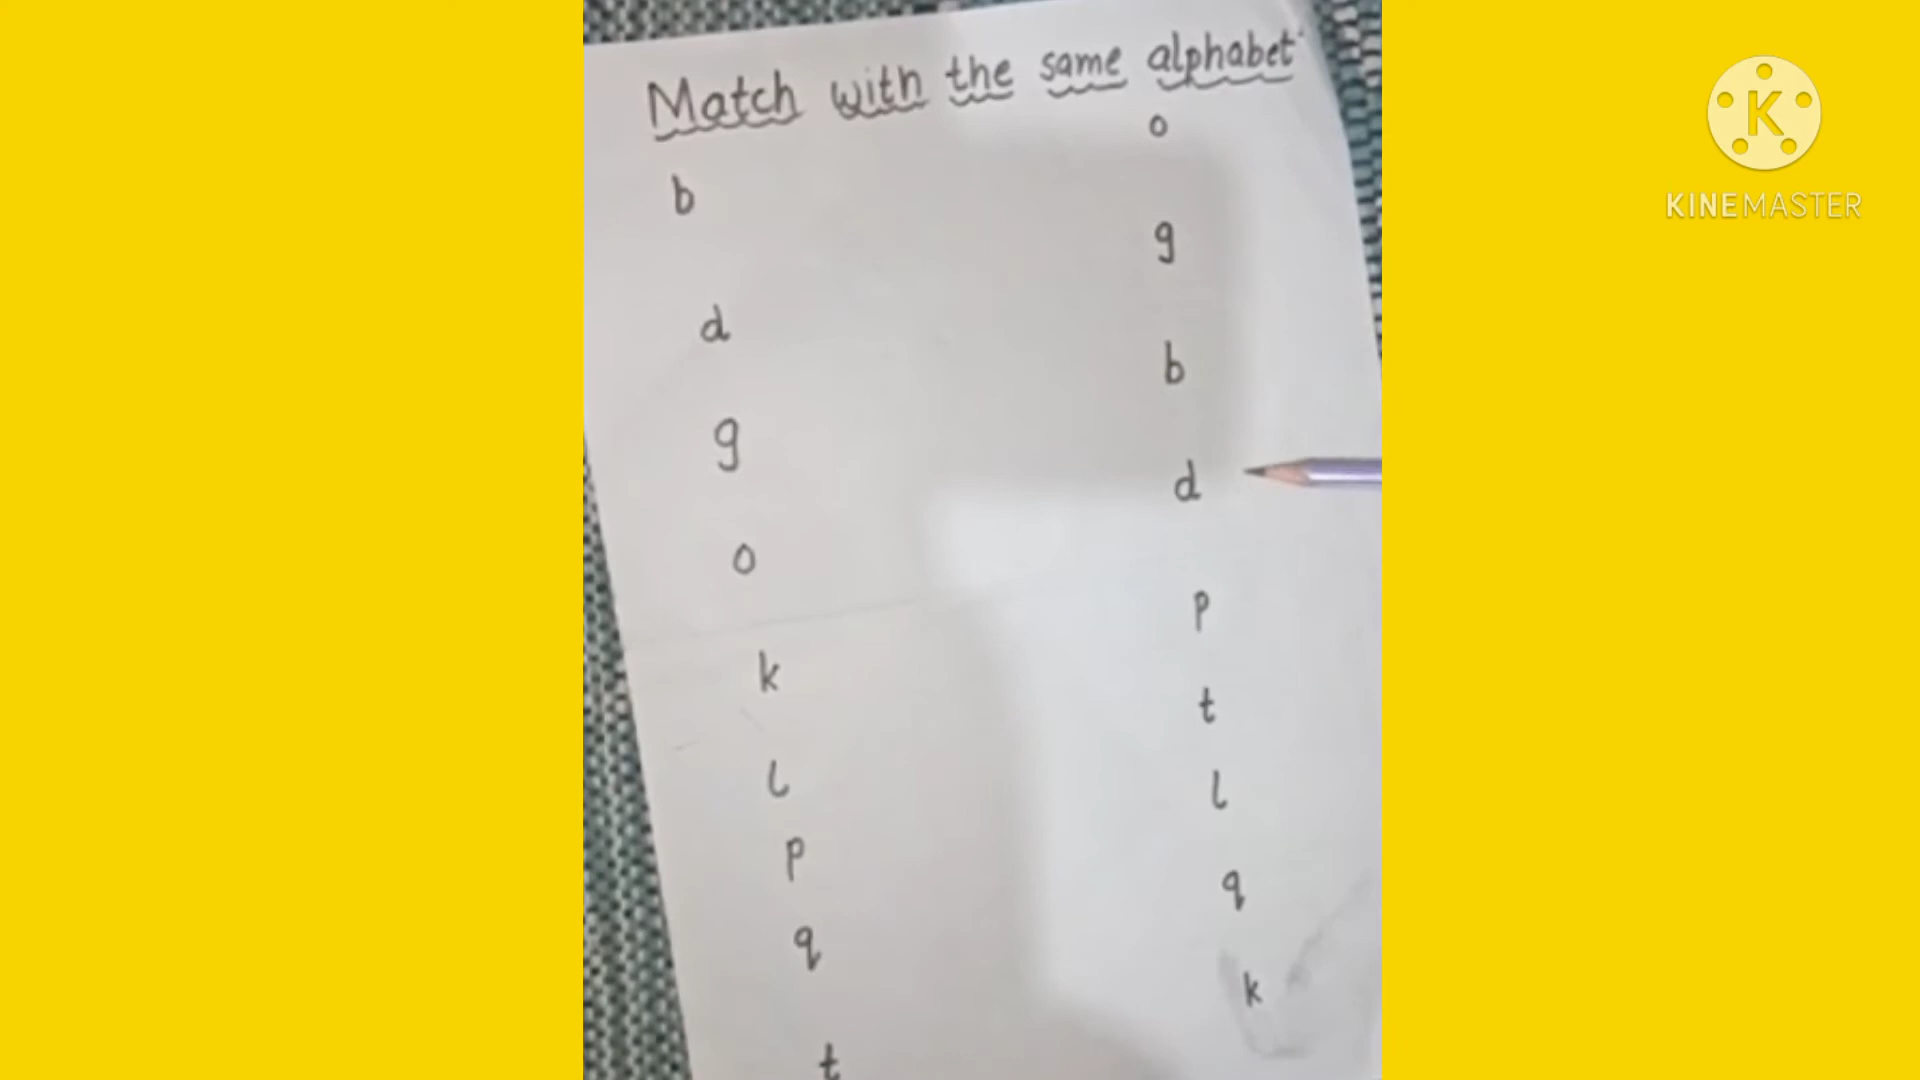 Match with the same alphabet
o
b
g
d
b
g
d
o
p
k
t
l
l
p
q
q
k
t
K
KINEMASTER